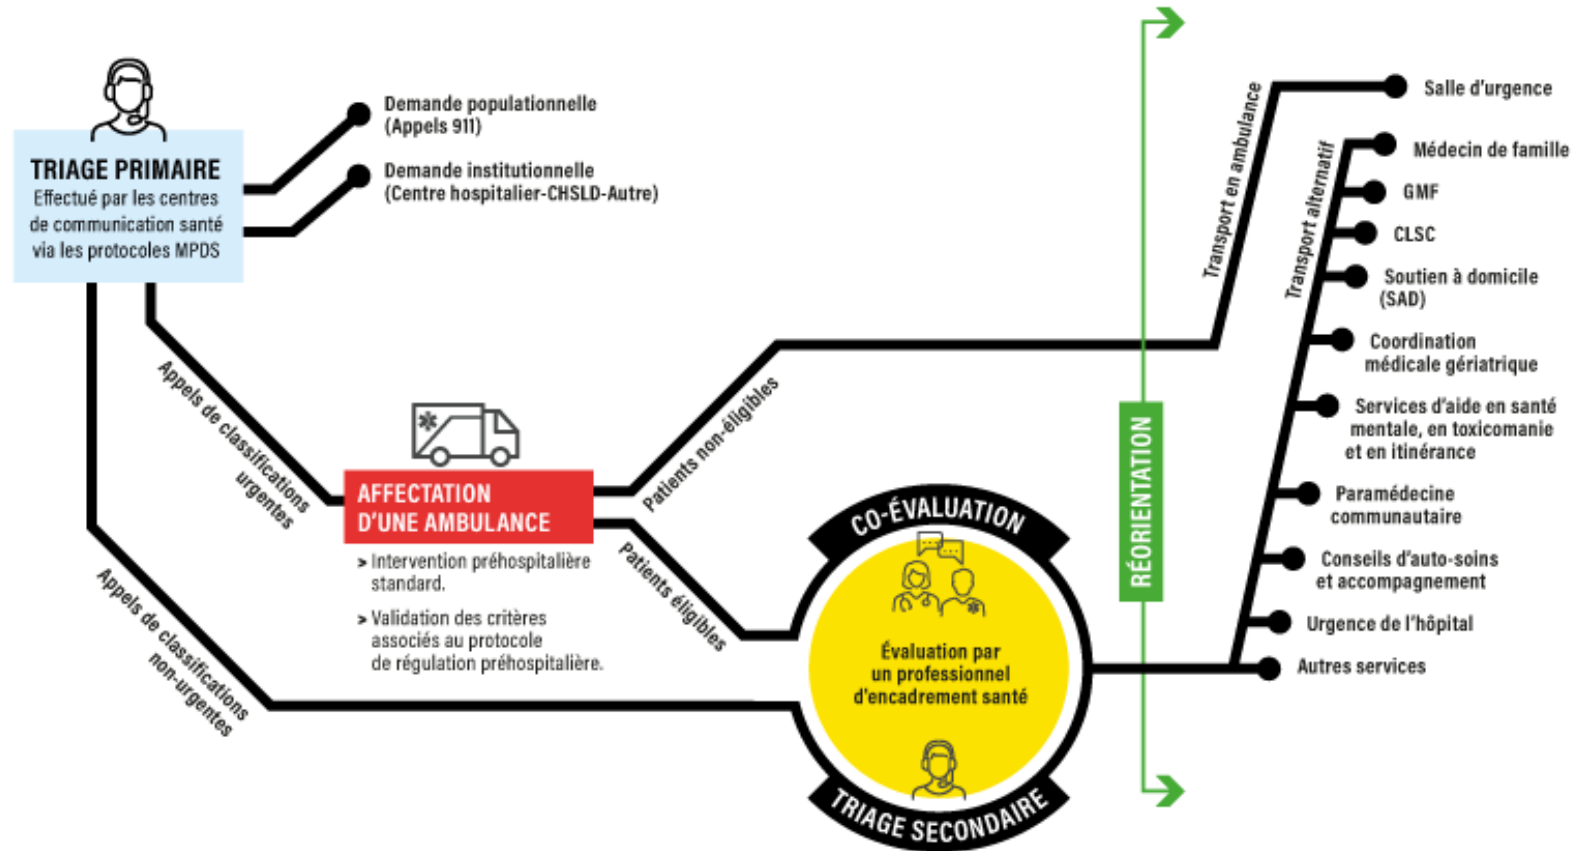 TRIAGE PRIMAIRE
Effectué par les centres
de communication santé
via les protocoles MPDS
Demande populationnelle
(Appels 911)
Demande institutionnelle
(Centre hospitalier-CHSLD-Autre)
Appels de classifications
urgentes
Appels de classifications
non-urgentes
AFFECTATION
D'UNE AMBULANCE
> Intervention préhospitalière
standard.
> Validation des critères
associés au protocole
de régulation préhospitalière.
Patients non-éligibles
Patients éligibles
CO-ÉVALUATION
Évaluation par
un professionnel
d'encadrement santé
TRIAGE SECONDAIRE
RÉORIENTATION
Transport en ambulance
Salle d'urgence
Transport alternatif
Médecin de famille
GMF
CLSC
Soutien à domicile
(SAD)
Coordination
médicale gériatrique
Services d'aide en santé
mentale, en toxicomanie
et en itinérance
Paramédecine
communautaire
Conseils d'auto-soins
et accompagnement
Urgence de l'hôpital
Autres services